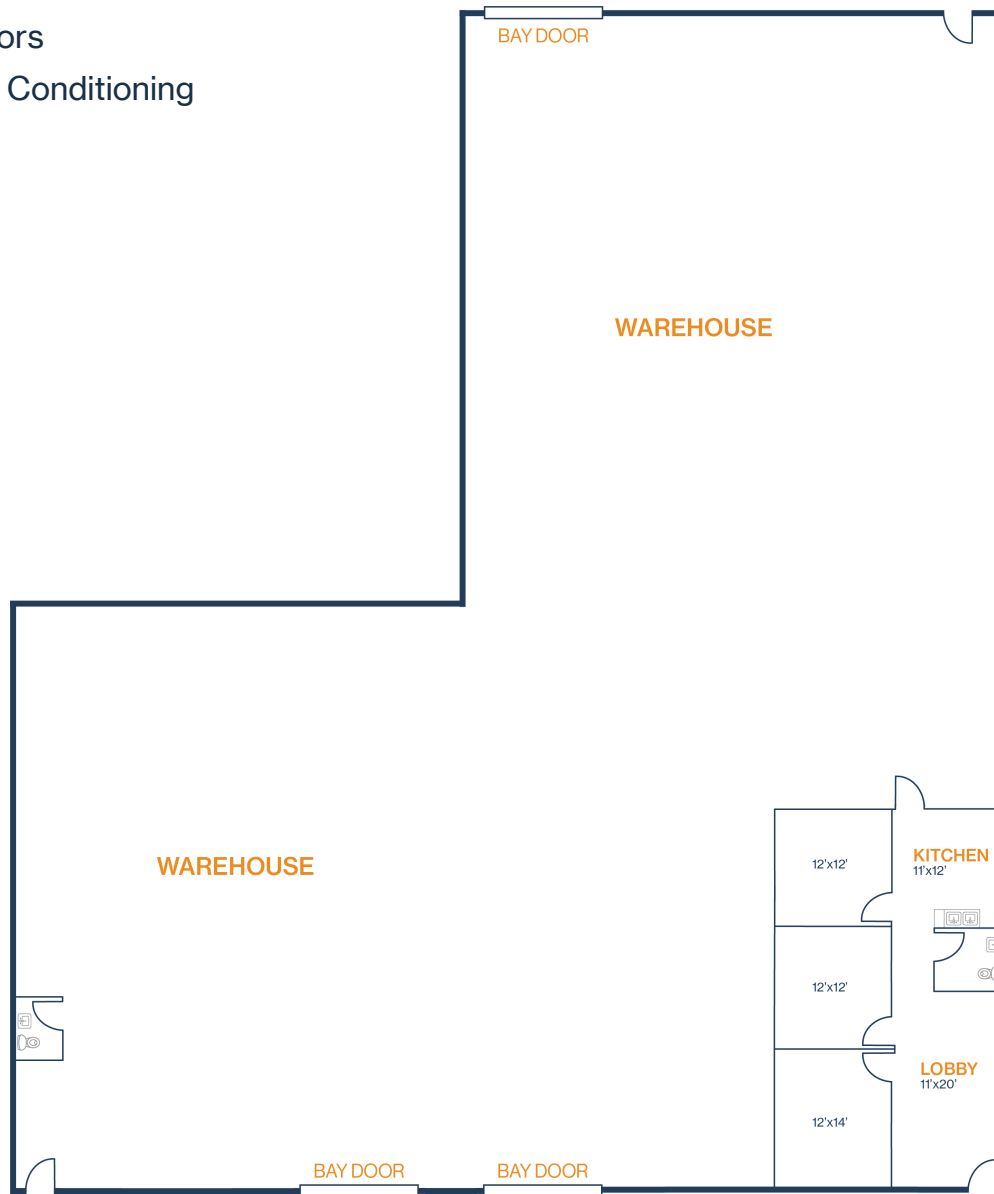 ors
Conditioning
BAY DOOR
WAREHOUSE
WAREHOUSE
12'x12'
KITCHEN
11'x12'
12'x12'
LOBBY
11'x20'
12'x14'
BAY DOOR
BAY DOOR